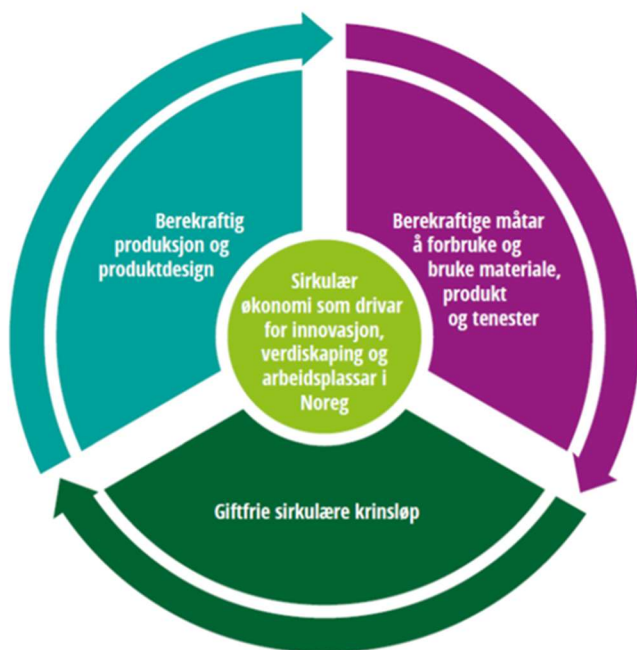 Berekraftig
produksjon og
produktdesign
Berekraftige måtar
å forbruke og
bruke materiale,
produkt
og tenester
Sirkulær
økonomi som drivar
for innovasjon,
verdiskaping og
arbeidsplassar i
Noreg
Giftfrie sirkulære krinsløp